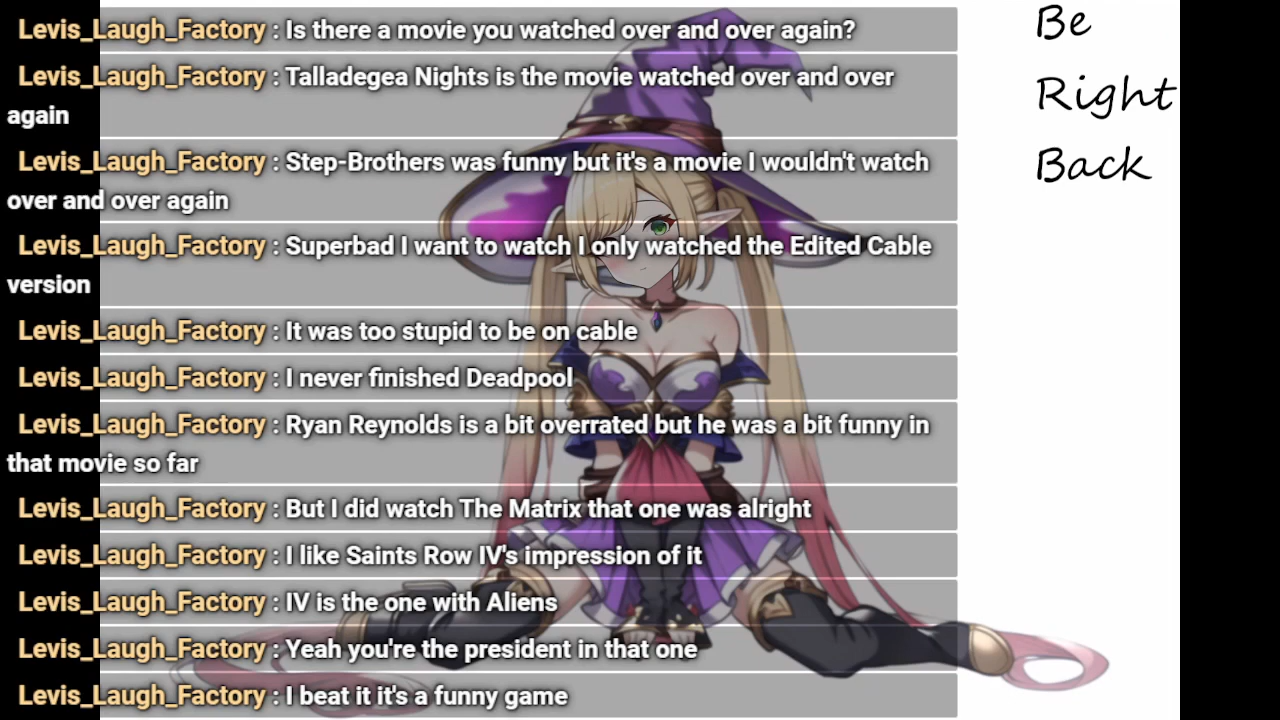 Levis_Laugh_Factory : Is there a movie you watched over and over again?
Levis_Laugh_Factory : Talladegea Nights is the movie watched over and over
again
Levis_Laugh_Factory : Step-Brothers was funny but it's a movie I wouldn't watch
over and over again
Levis_Laugh_Factory : Superbad I want to watch I only watched the Edited Cable
version
Levis_Laugh_Factory : It was too stupid to be on cable
Levis_Laugh_Factory : I never finished Deadpool
Levis_Laugh_Factory : Ryan Reynolds is a bit overrated but he was a bit funny in
that movie so far
Levis_Laugh_Factory : But I did watch The Matrix that one was alright
Levis_Laugh_Factory : I like Saints Row IV's impression of it
Levis_Laugh_Factory : IV is the one with Aliens
Levis_Laugh_Factory : Yeah you're the president in that one
Levis_Laugh_Factory : I beat it it's a funny game
Be
Right
Back